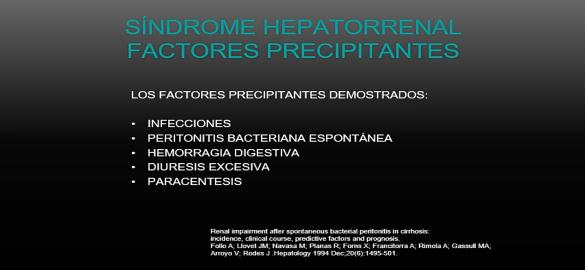 SÍNDROME HEPATORRENAL
FACTORES PRECIPITANTES
LOS FACTORES PRECIPITANTES DEMOSTRADOS:
• INFECCIONES
• PERITONITIS BACTERIANA ESPONTÁNEA
• HEMORRAGIA DIGESTIVA
• DIURESIS EXCESIVA
• PARACENTESIS
Renal impairment after spontaneous bacterial peritonitis in cirrhosis:
incidence, clinical course, predictive factors and prognosis.
Follo A; Llovet JM; Navasa M; Planas R; Forns X; Francitorra A; Rimola A; Gassull MA;
Arroyo V; Rodes J .Hepatology 1994 Dec;20(6):1495-501.